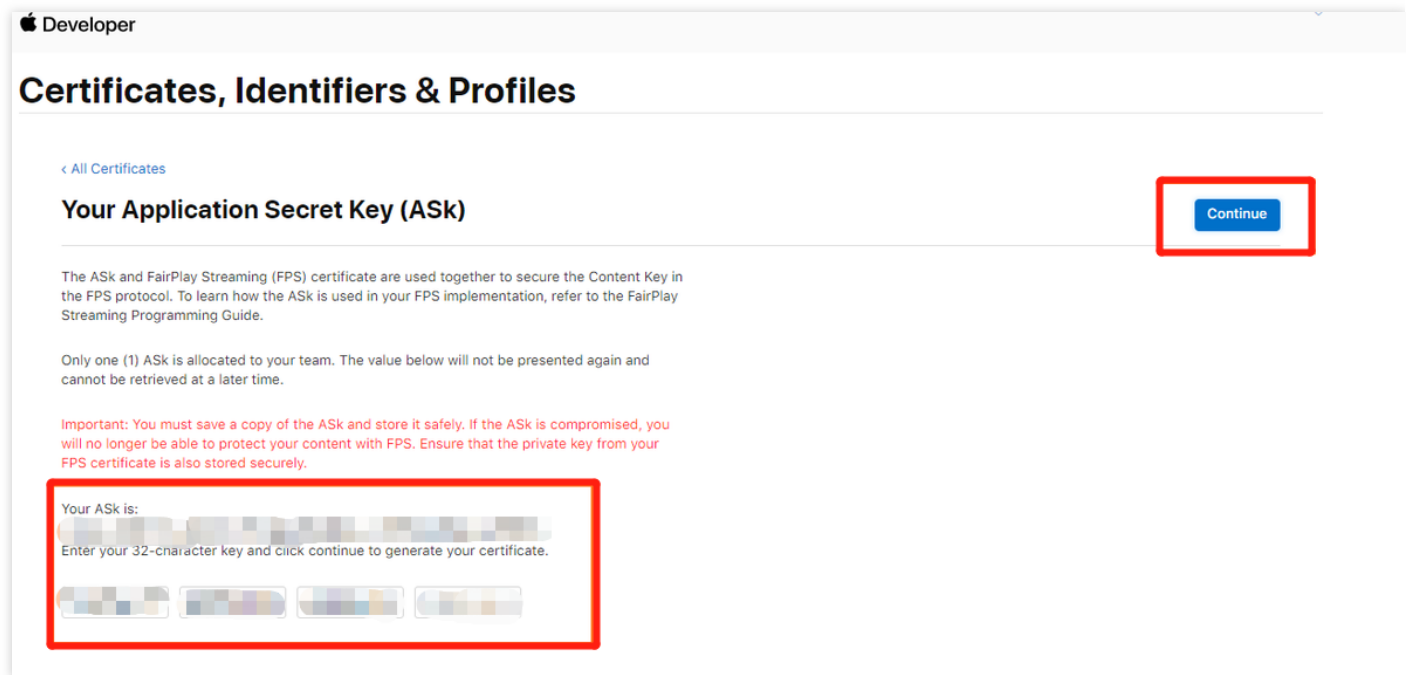 Developer
Certificates, Identifiers & Profiles
‹ All Certificates
Your Application Secret Key (ASk)
Continue
The ASk and FairPlay Streaming (FPS) certificate are used together to secure the Content Key in
the FPS protocol. To learn how the ASk is used in your FPS implementation, refer to the FairPlay
Streaming Programming Guide.
Only one (1) ASk is allocated to your team. The value below will not be presented again and
cannot be retrieved at a later time.
Important: You must save a copy of the ASk and store it safely. If the ASk is compromised, you
will no longer be able to protect your content with FPS. Ensure that the private key from your
FPS certificate is also stored securely.
Your ASk is:
Enter your 32-character key and click continue to generate your certificate.